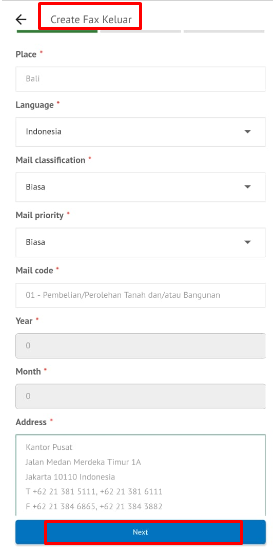 ← Create Fax Keluar
Place *
Bali
Language *
Indonesia
Mail classification *
Biasa
Mail priority *
Biasa
Mail code *
01 - Pembelian/Perolehan Tanah dan/atau Bangunan
Year *
0
Month *
0
Address *
Kantor Pusat
Jalan Medan Merdeka Timur 1A
Jakarta 10110 Indonesia
T +62 21 381 5111, +62 21 381 6111
F +62 21 384 6865, +62 21 384 3882
Next